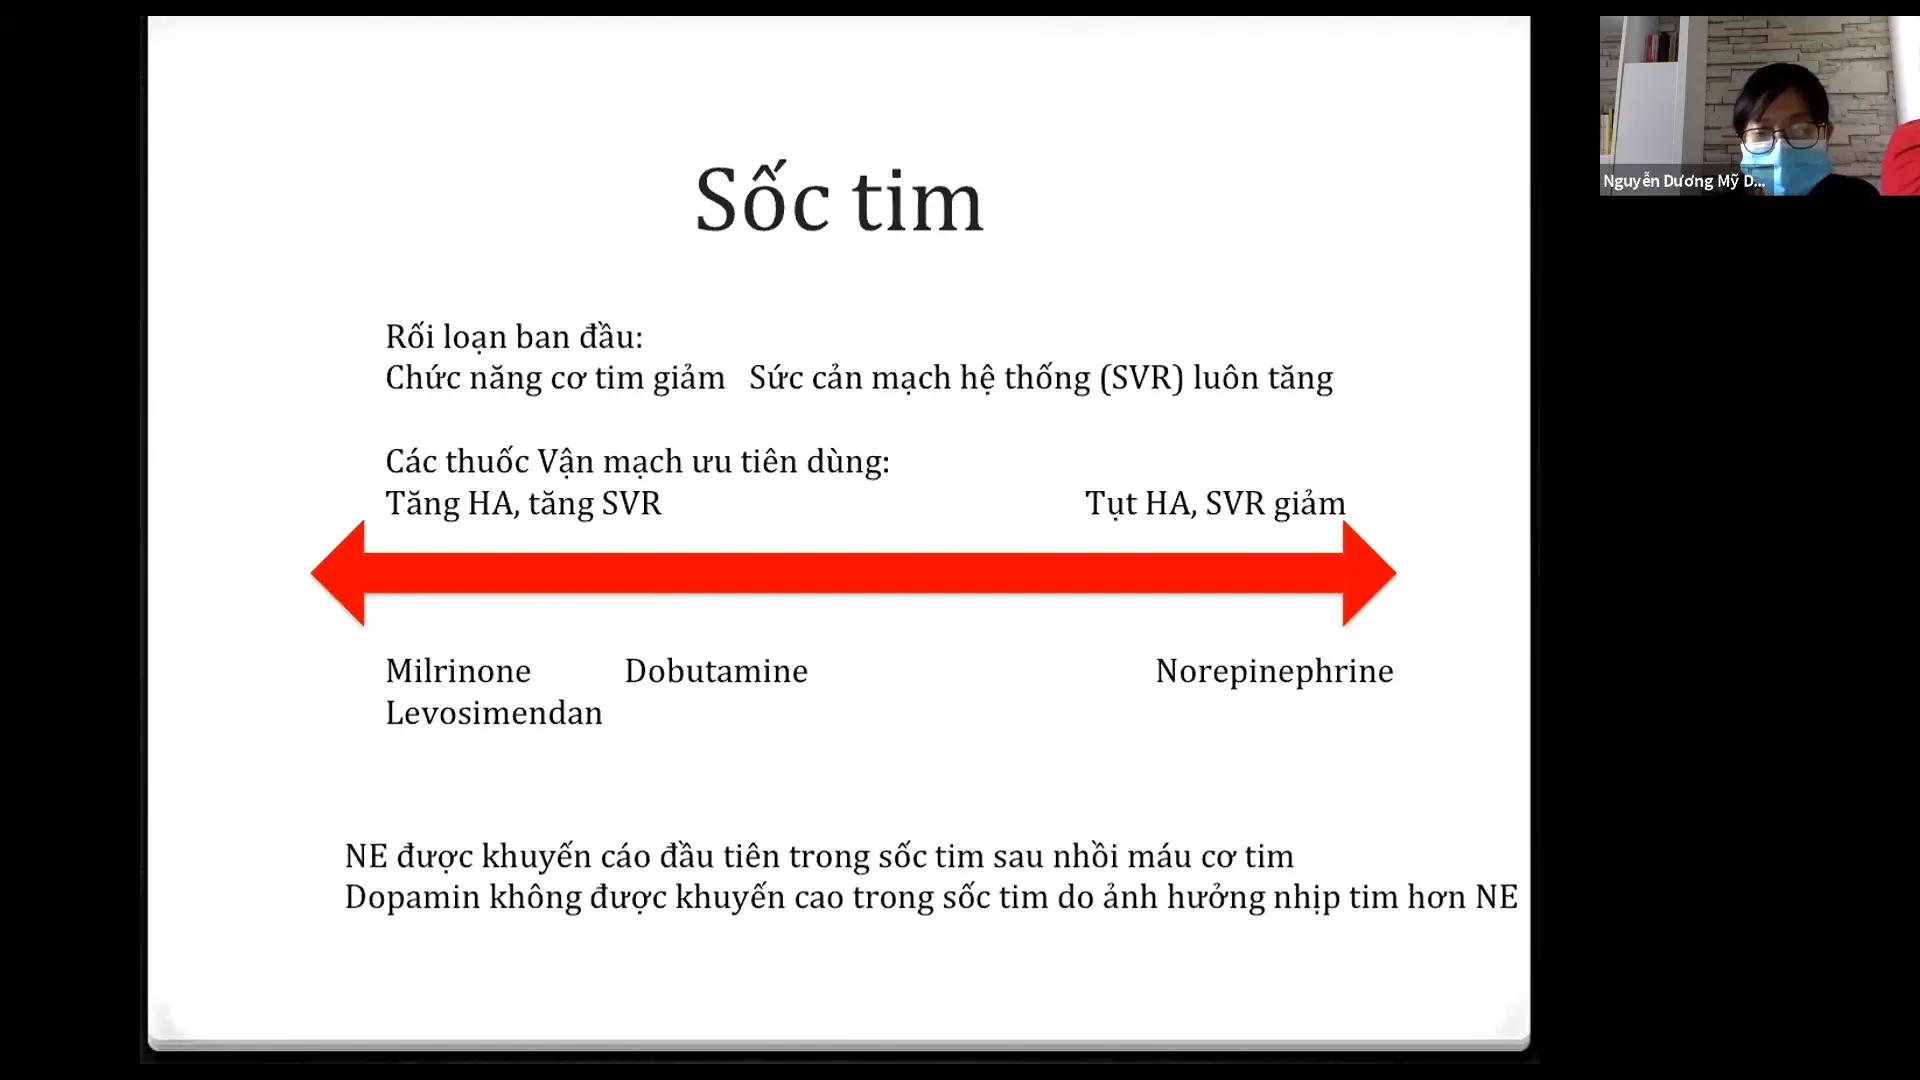 Sốc tim
Rối loạn ban đầu:
Chức năng cơ tim giảm Sức cản mạch hệ thống (SVR) luôn tăng
Các thuốc Vận mạch ưu tiên dùng:
Tăng HA, tăng SVR Tụt HA, SVR giảm
Milrinone Dobutamine Norepinephrine
Levosimendan
NE được khuyến cáo đầu tiên trong sốc tim sau nhồi máu cơ tim
Dopamin không được khuyến cao trong sốc tim do ảnh hưởng nhịp tim hơn NE
Nguyễn Dương Mỹ D...